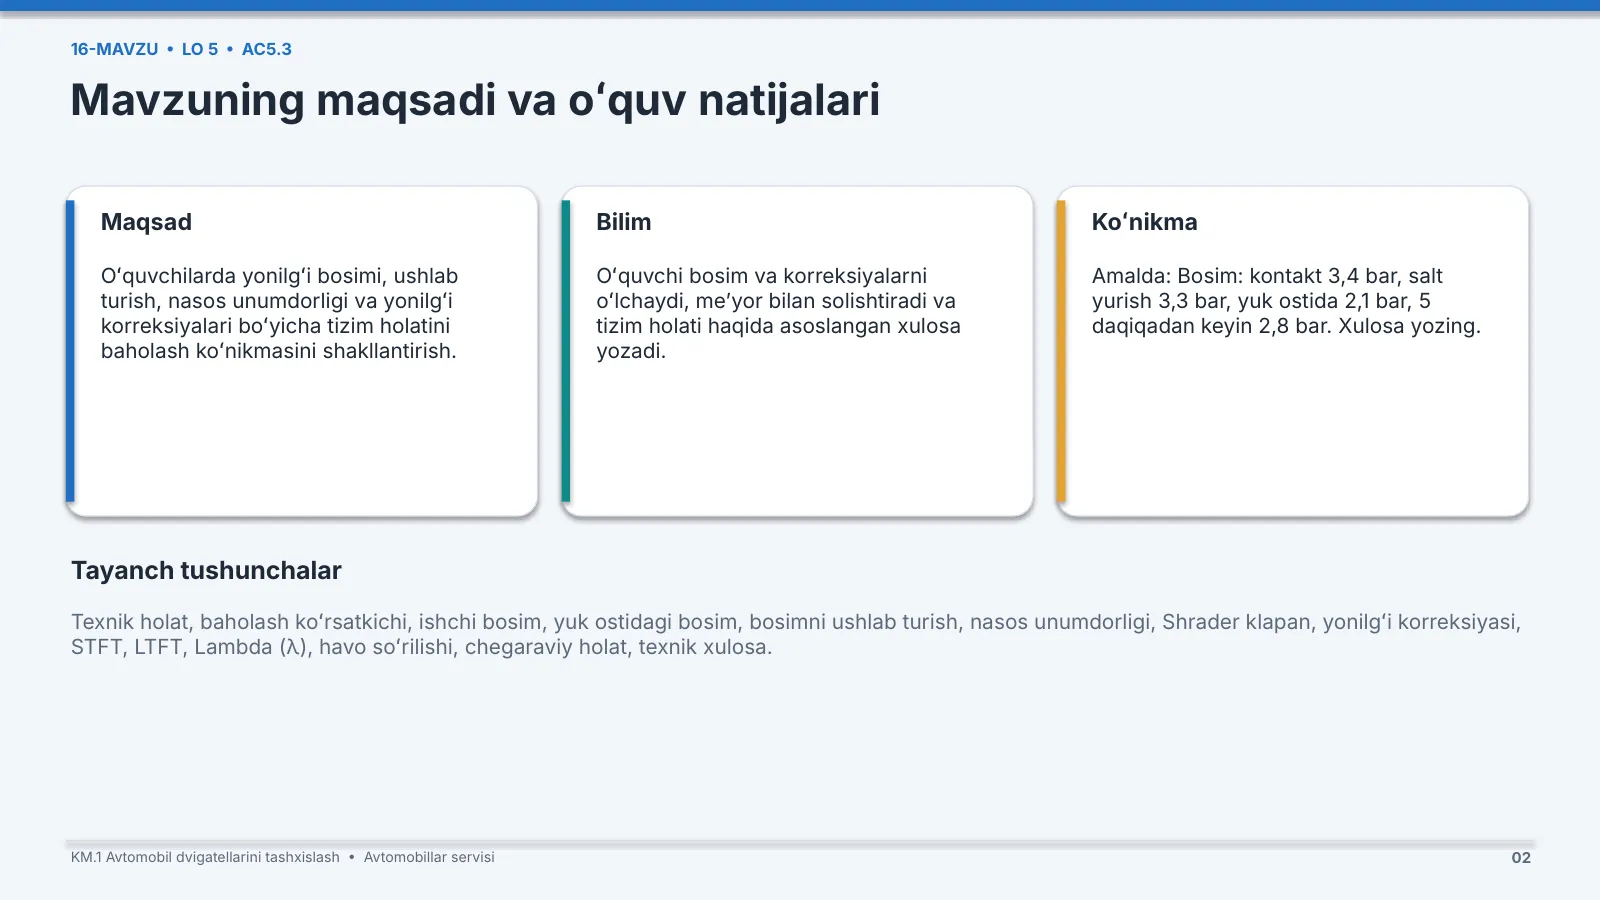 16-MAVZU • LO 5 • AC5.3
Mavzuning maqsadi va oʻquv natijalari
Maqsad
Oʻquvchilarda yonilgʻi bosimi, ushlab
turish, nasos unumdorligi va yonilgʻi
korreksiyalari boʻyicha tizim holatini
baholash koʻnikmasini shakllantirish.
Bilim
Oʻquvchi bosim va korreksiyalarni
oʻlchaydi, meʼyor bilan solishtiradi va
tizim holati haqida asoslangan xulosa
yozadi.
Koʻnikma
Amalda: Bosim: kontakt 3,4 bar, salt
yurish 3,3 bar, yuk ostida 2,1 bar, 5
daqiqadan keyin 2,8 bar. Xulosa yozing.
Tayanch tushunchalar
Texnik holat, baholash koʻrsatkichi, ishchi bosim, yuk ostidagi bosim, bosimni ushlab turish, nasos unumdorligi, Shrader klapan, yonilgʻi korreksiyasi,
STFT, LTFT, Lambda (λ), havo soʻrilishi, chegaraviy holat, texnik xulosa.
KM.1 Avtomobil dvigatellarini tashxislash • Avtomobillar servisi
02